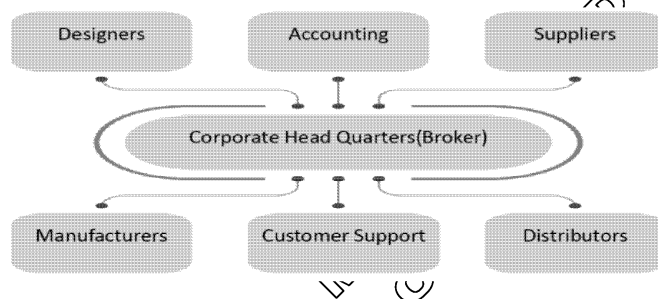 Designers
Accounting
Suppliers
Corporate Head Quarters(Broker)
Manufacturers
Customer Support
Distributors